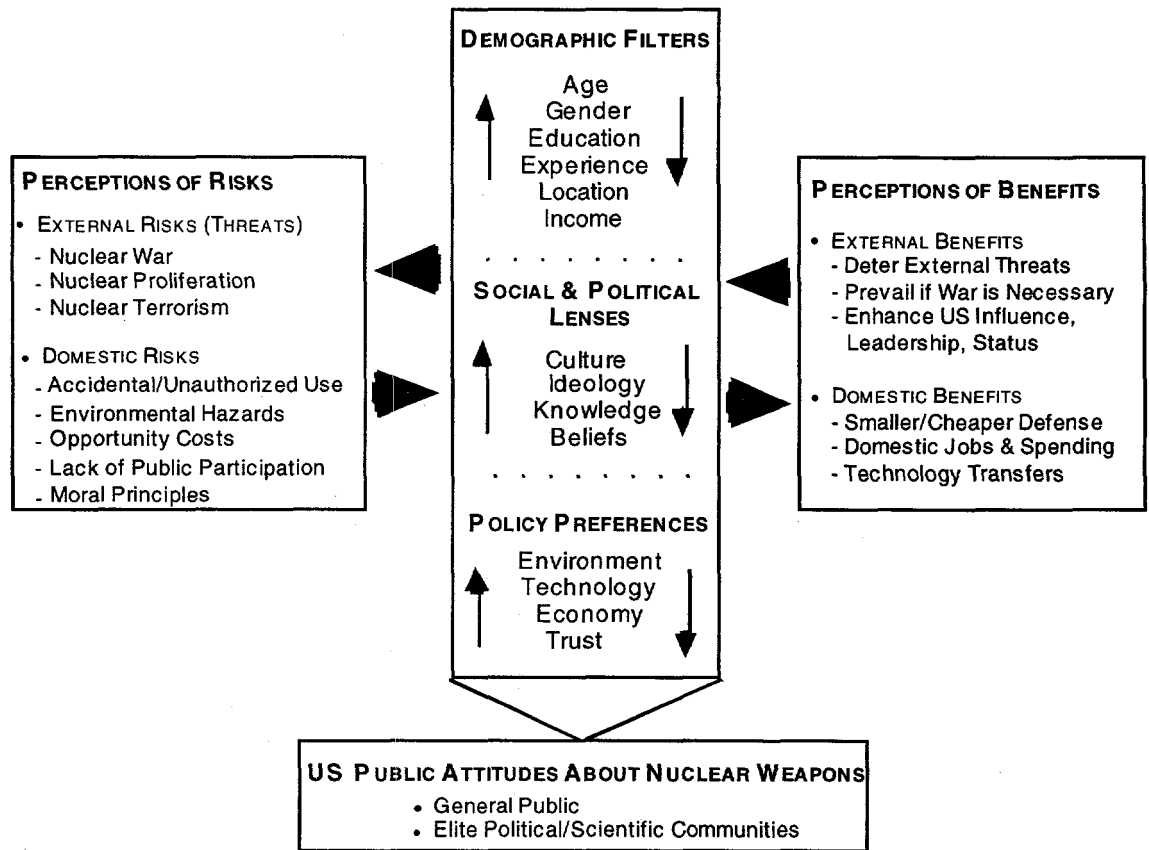 DEMOGRAPHIC FILTERS
Age
Gender
Education
Experience
Location
Income
SOCIAL & POLITICAL
LENSES
Culture
Ideology
Knowledge
Beliefs
POLICY PREFERENCES
Environment
Technology
Economy
Trust
PERCEPTIONS OF RISKS
• EXTERNAL RISKS (THREATS)
- Nuclear War
- Nuclear Proliferation
- Nuclear Terrorism
• DOMESTIC RISKS
- Accidental/Unauthorized Use
- Environmental Hazards
- Opportunity Costs
- Lack of Public Participation
- Moral Principles
PERCEPTIONS OF BENEFITS
• EXTERNAL BENEFITS
- Deter External Threats
- Prevail if War is Necessary
- Enhance US Influence,
Leadership, Status
• DOMESTIC BENEFITS
- Smaller/Cheaper Defense
- Domestic Jobs & Spending
- Technology Transfers
US PUBLIC ATTITUDES ABOUT NUCLEAR WEAPONS
• General Public
• Elite Political/Scientific Communities